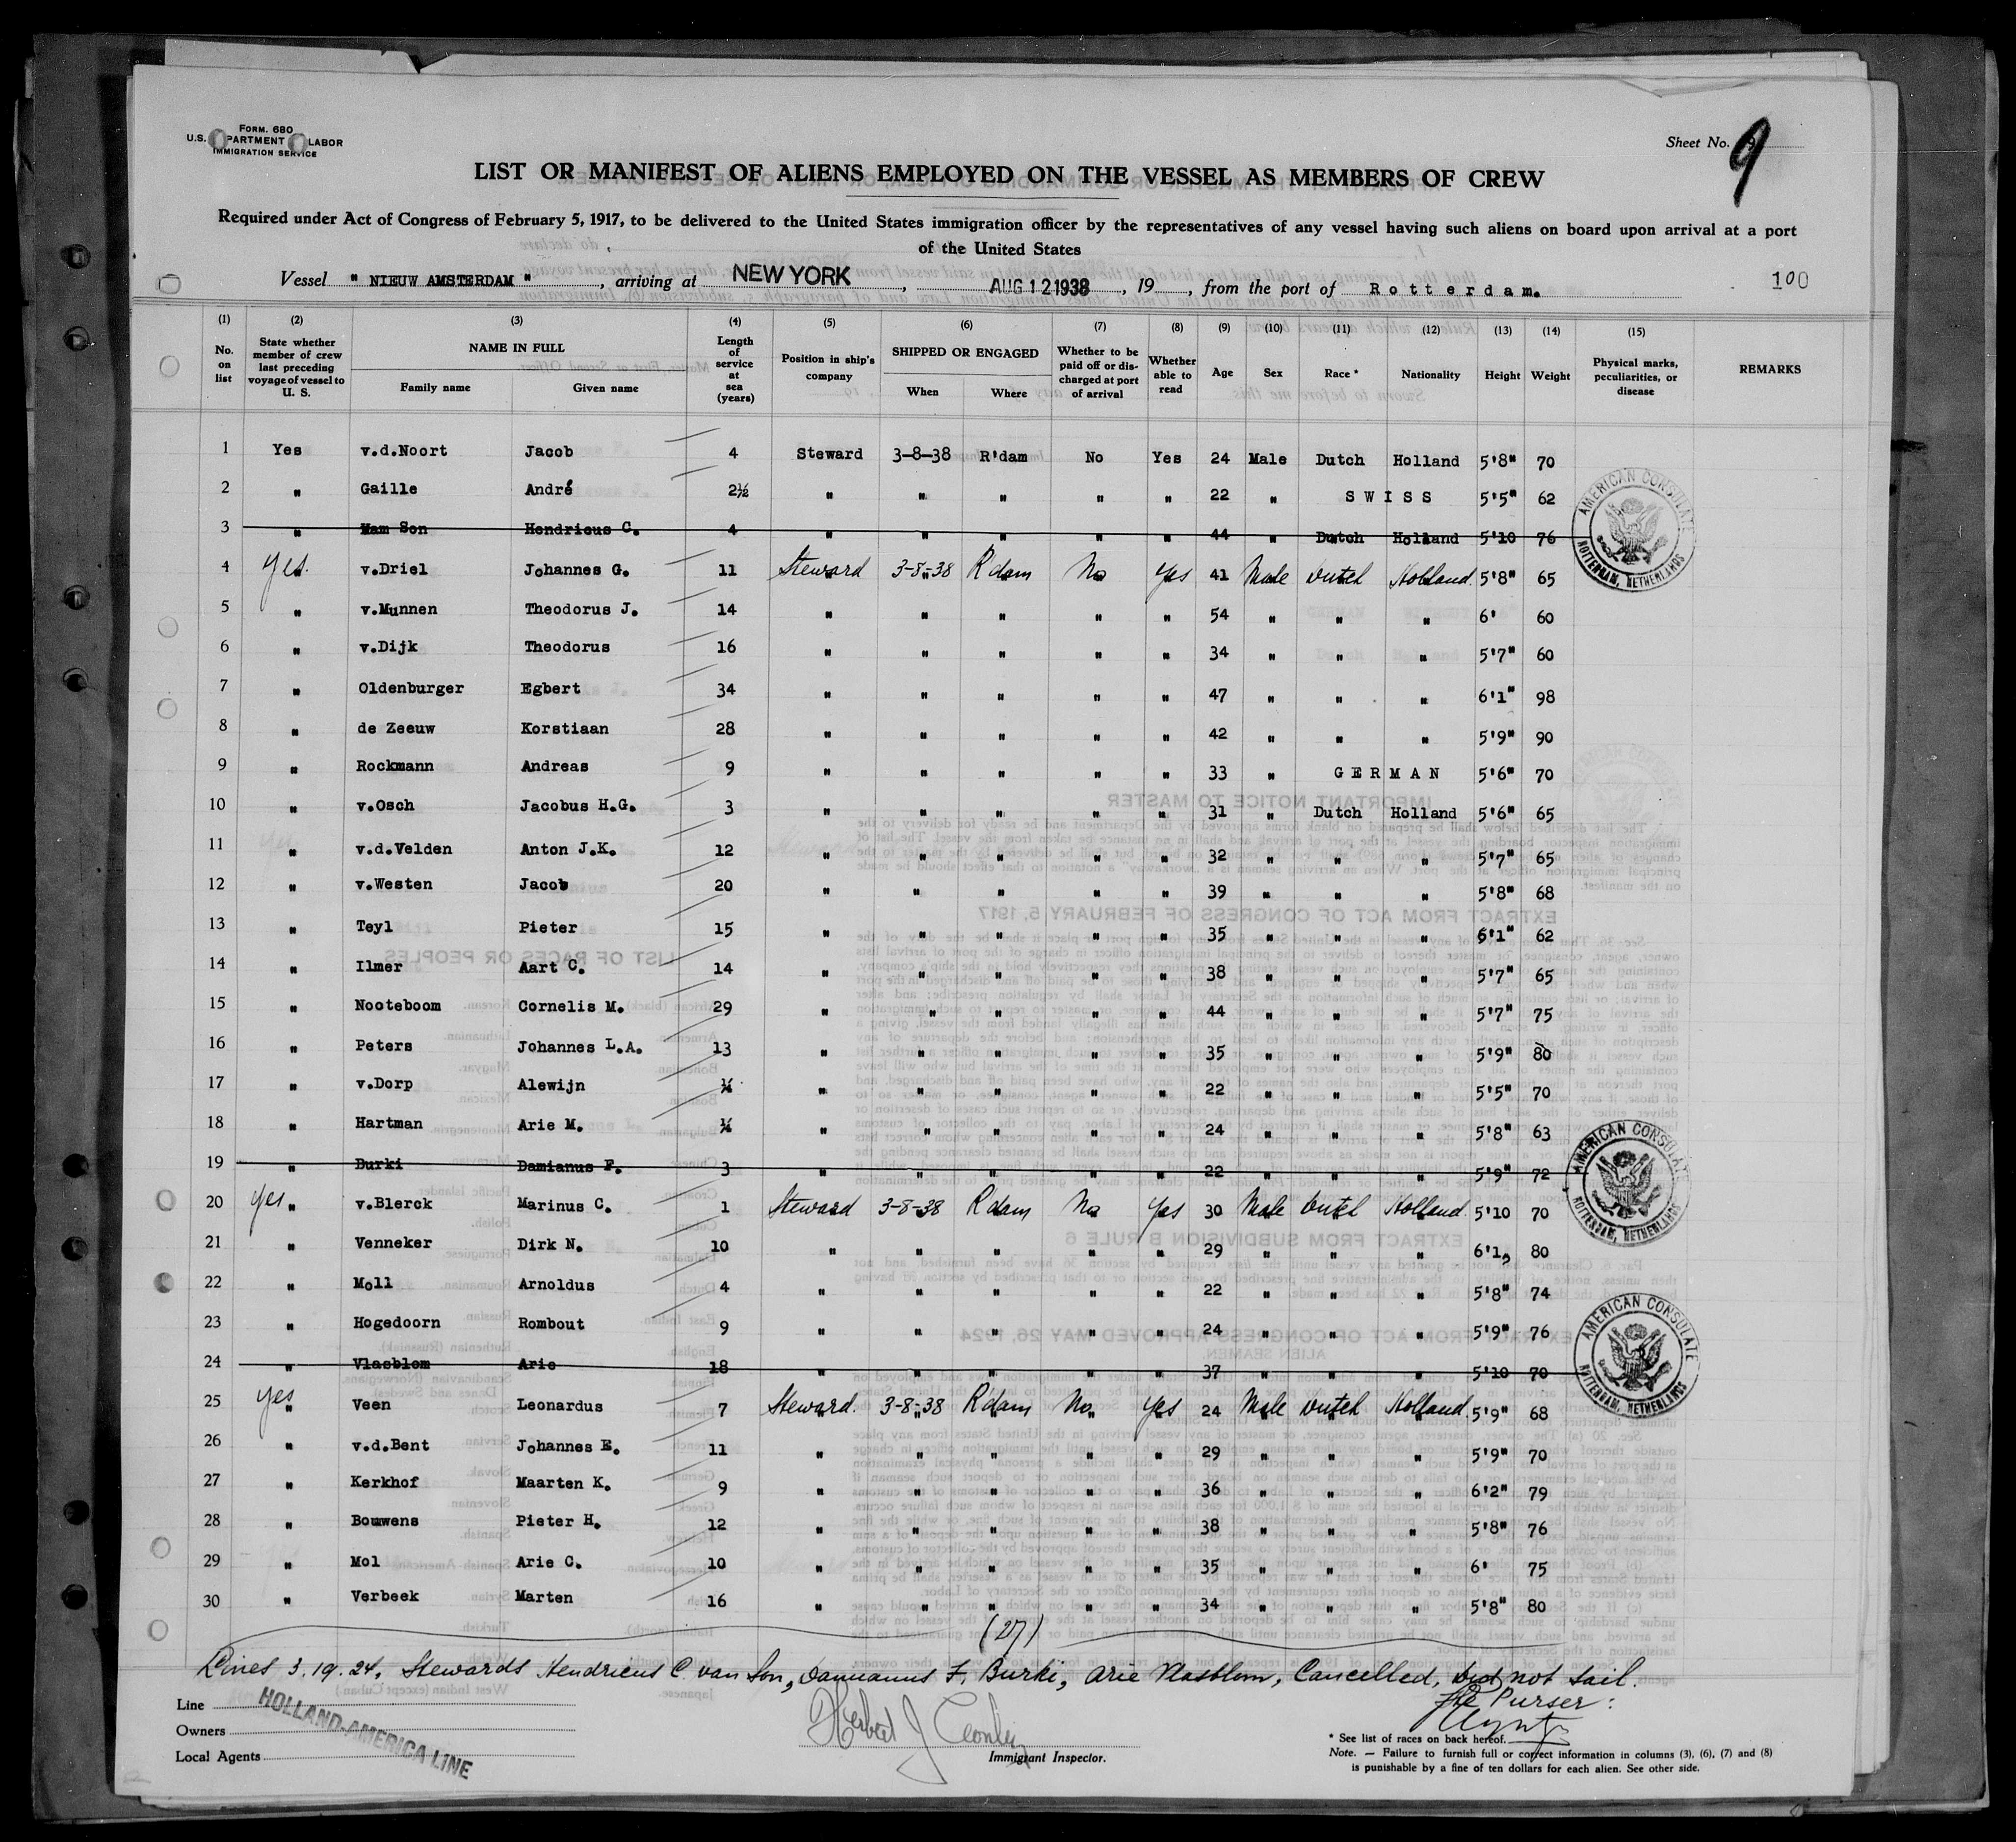 Form. 680
U.S. DEPARTMENT OF LABOR
IMMIGRATION SERVICE
Sheet No. 9
9
LIST OR MANIFEST OF ALIENS EMPLOYED ON THE VESSEL AS MEMBERS OF CREW
Required under Act of Congress of February 5, 1917, to be delivered to the United States immigration officer by the representatives of any vessel having such aliens on board upon arrival at a port
of the United States
Vessel " NIEUW AMSTERDAM ", arriving at NEW YORK, AUG 12 1938, 19, from the port of Rotterdam. 100
(1) No. on list (2) State whether member of crew last preceding voyage of vessel to U. S. (3) NAME IN FULL Family name Given name (4) Length of service at sea (years) (5) Position in ship's company (6) SHIPPED OR ENGAGED When Where (7) Whether to be paid off or discharged at port of arrival (8) Whether able to read (9) Age (10) Sex (11) Race * (12) Nationality (13) Height (14) Weight (15) Physical marks, peculiarities, or disease REMARKS
1 Yes v.d.Noort Jacob 4 Steward 3-8-38 R'dam No Yes 24 Male Dutch Holland 5'8" 70
2 " Gaille André 2½ " " " " " 22 " SWISS 5'5" 62
3 " Mam Son Hendricus C. 4 " " " " " 44 " Dutch Holland 5'10 76
4 yes. " v.Driel Johannes G. 11 Steward 3-8-38 R'dam No Yes 41 Male Dutch Holland. 5'8" 65
5 " v.Munnen Theodorus J. 14 " " " " " 54 " " " 6' 60
6 " v.Dijk Theodorus 16 " " " " " 34 " " " 5'7" 60
7 " Oldenburger Egbert 34 " " " " " 47 " " " 6'1" 98
8 " de Zeeuw Korstiaan 28 " " " " " 42 " " " 5'9" 90
9 " Rockmann Andreas 9 " " " " " 33 " GERMAN 5'6" 70
10 " v.Osch Jacobus H.G. 3 " " " " " 31 " Dutch Holland 5'6" 65
11 " v.d.Velden Anton J.K. 12 " " " " " 32 " " " 5'7" 65
12 " v.Westen Jacob 20 " " " " " 39 " " " 5'8" 68
13 " Teyl Pieter 15 " " " " " 35 " " " 6'1" 62
14 " Ilmer Aart C. 14 " " " " " 38 " " " 5'7" 65
15 " Nooteboom Cornelis M. 29 " " " " " 44 " " " 5'7" 75
16 " Peters Johannes L.A. 13 " " " " " 35 " " " 5'9" 80
17 " v.Dorp Alewijn " " " " " 22 " " " 5'5" 70
18 " Hartman Arie M. " " " " " 24 " " " 5'8" 63
19 " Burki Damianus F. 3 " " " " " 22 " " " 5'9" 72
20 yes " v.Blerck Marinus C. 1 Steward 3-8-38 R'dam No Yes 30 Male Dutch Holland. 5'10 70
21 " Venneker Dirk N. 10 " " " " " 29 " " " 6'1, 80
22 " Moll Arnoldus 4 " " " " " 22 " " " 5'8" 74
23 " Hogedoorn Rombout 9 " " " " " 24 " " " 5'9" 76
24 " Vlasblom Arie 18 " " " " " 37 " " " 5'10 70
25 yes " Veen Leonardus 7 Steward. 3-8-38 R'dam No Yes 24 Male Dutch Holland. 5'9" 68
26 " v.d.Bent Johannes E. 11 " " " " " 29 " " " 5'9" 70
27 " Kerkhof Maarten K. 9 " " " " " 36 " " " 6'2" 79
28 " Bouwens Pieter H. 12 " " " " " 38 " " " 5'8" 76
29 " Mol Arie C. 10 " " " " " 35 " " " 6' 75
30 " Verbeek Marten 16 " " " " " 34 " " " 5'8" 80
AMERICAN CONSULATE ROTTERDAM, NETHERLANDS
AMERICAN CONSULATE ROTTERDAM, NETHERLANDS
AMERICAN CONSULATE ROTTERDAM, NETHERLANDS
(27)
Lines 3. 19. 24, Stewards Hendricus C van Son, Damianus F. Burki, Arie Vlasblom, Cancelled, did not sail.
The Purser:
Line
HOLLAND-AMERICA LINE
Owners
Local Agents
Herbert J
Immigrant Inspector.
* See list of races on back hereof.
Note. — Failure to furnish full or correct information in columns (3), (6), (7) and (8)
is punishable by a fine of ten dollars for each alien. See other side.